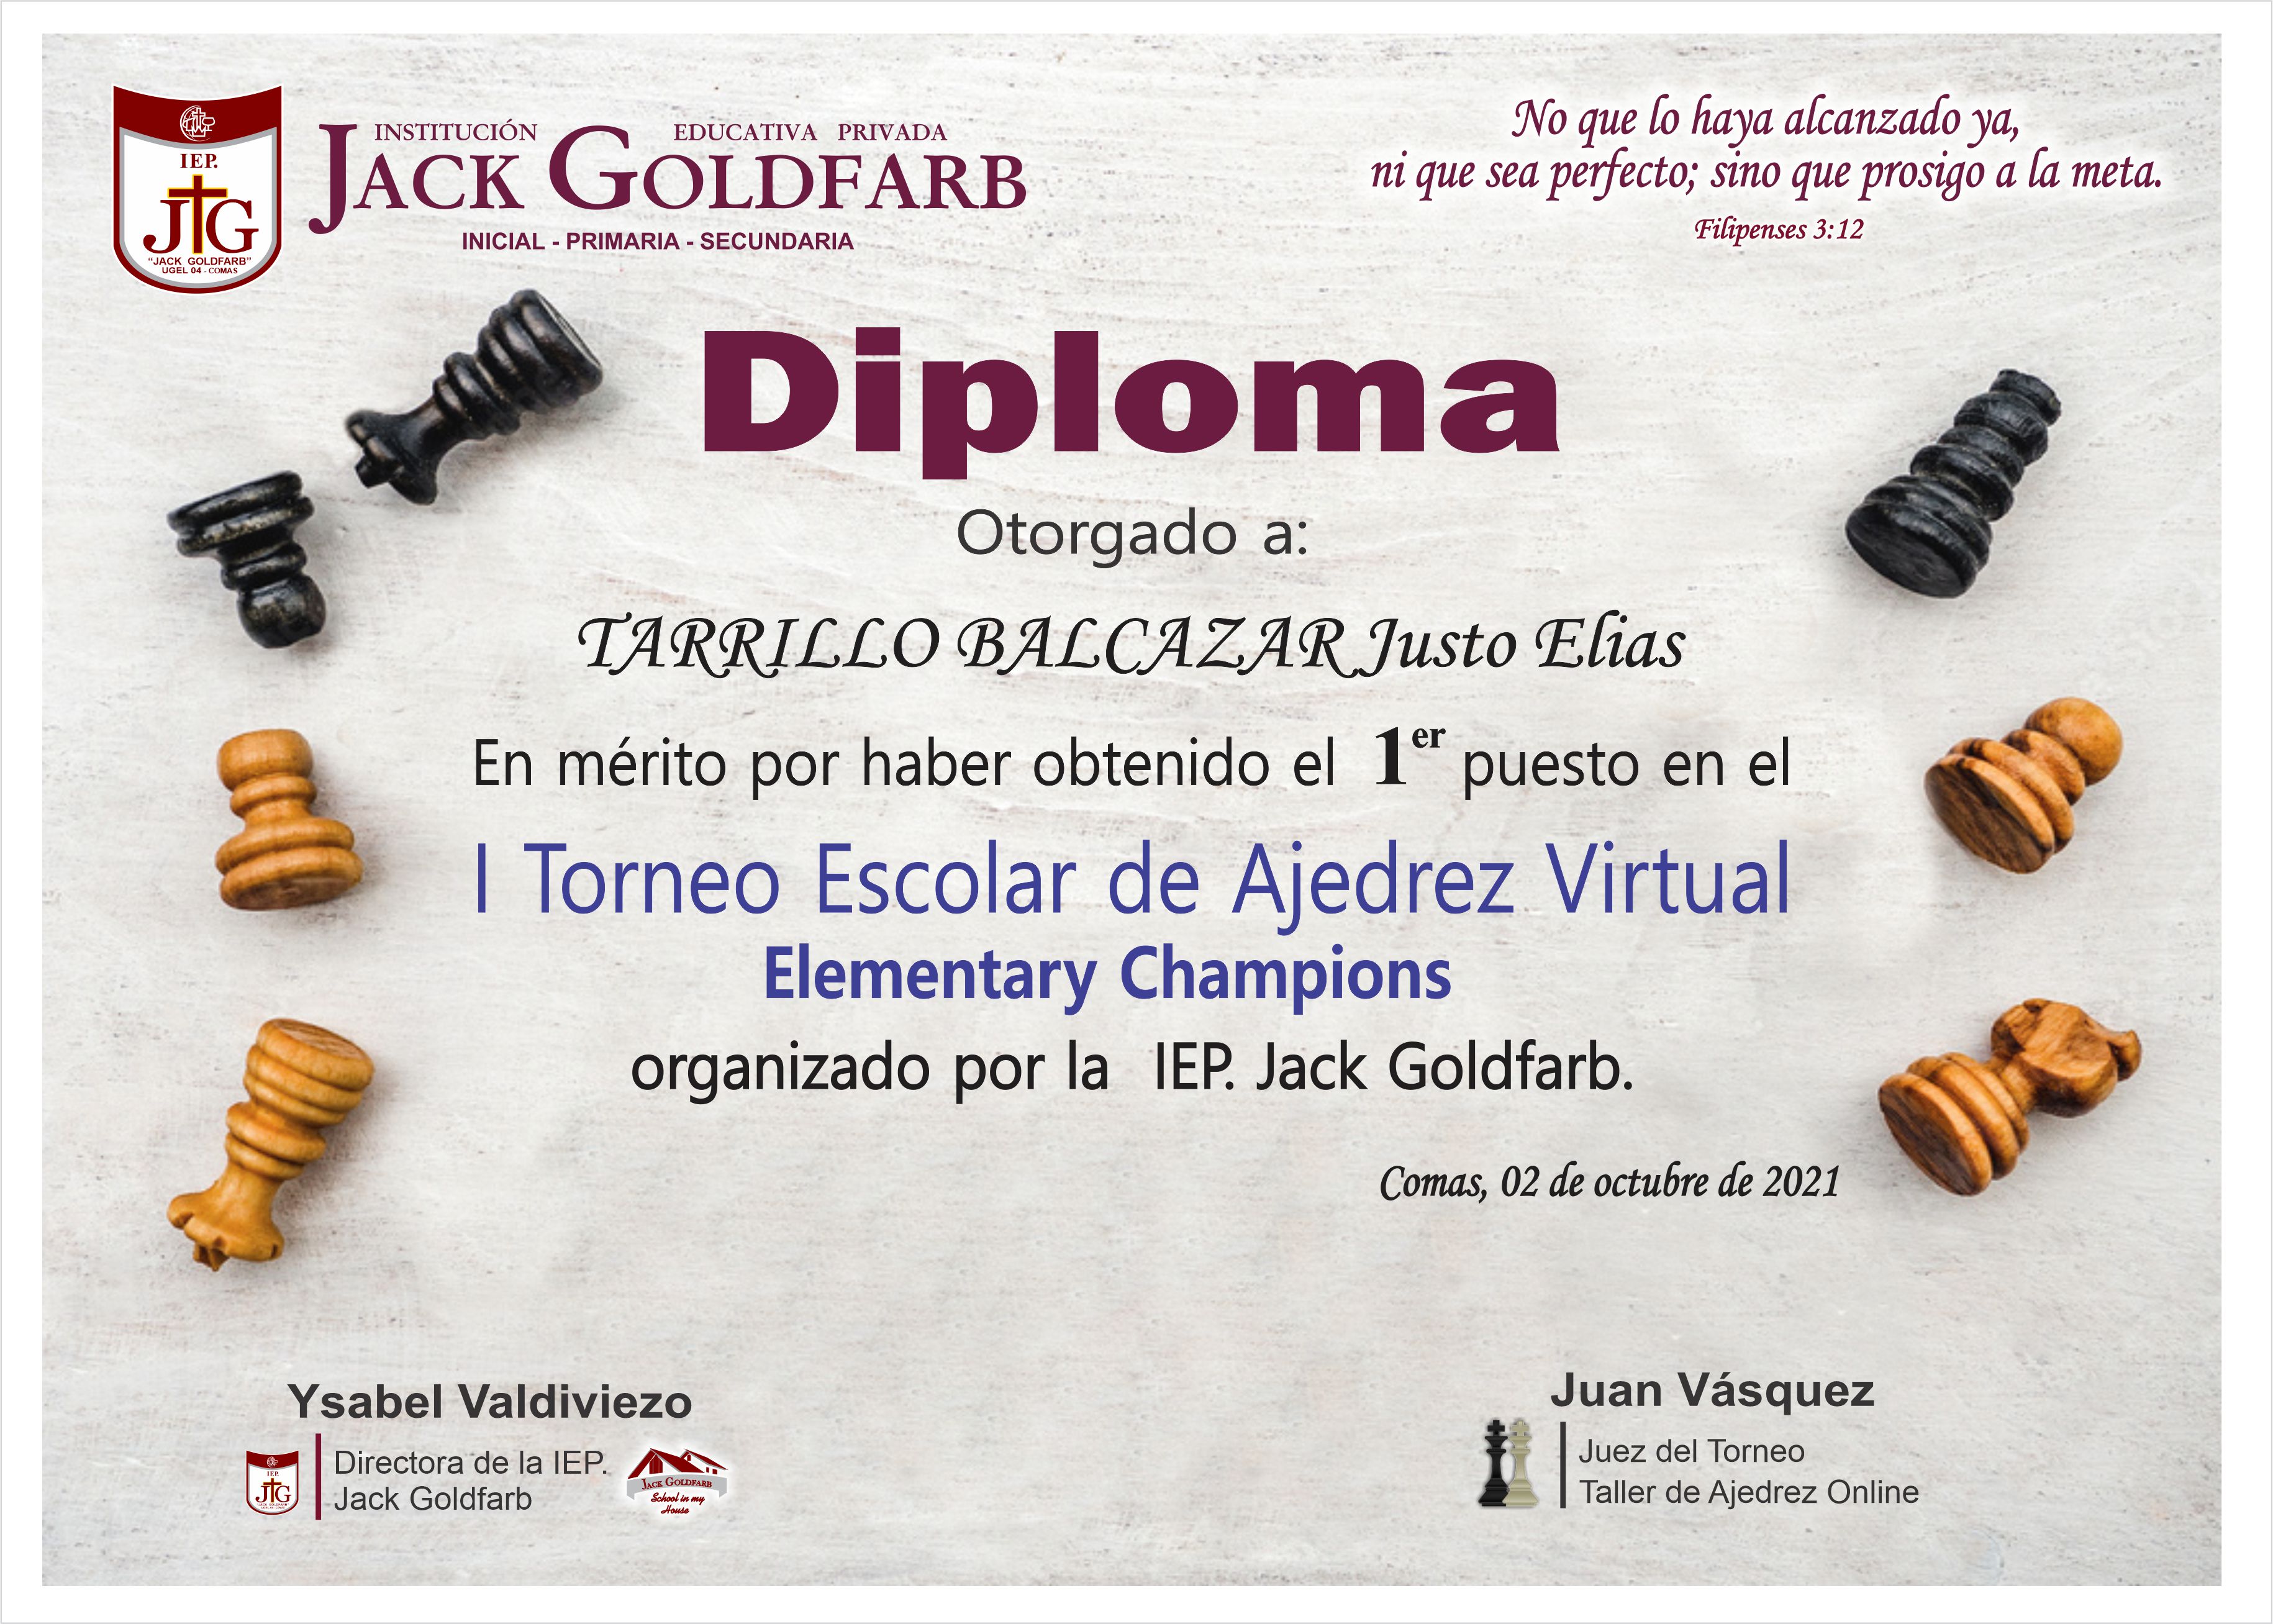 INSTITUCIÓN EDUCATIVA PRIVADA
JACK GOLDFARB
INICIAL - PRIMARIA - SECUNDARIA
IEP.
JTG
"JACK GOLDFARB"
UGEL 04 - COMAS
No que lo haya alcanzado ya,
ni que sea perfecto; sino que prosigo a la meta.
Filipenses 3:12
Diploma
Otorgado a:
TARRILLO BALCAZAR Justo Elias
En mérito por haber obtenido el 1er puesto en el
I Torneo Escolar de Ajedrez Virtual
Elementary Champions
organizado por la IEP. Jack Goldfarb.
Comas, 02 de octubre de 2021
Ysabel Valdiviezo
Directora de la IEP.
Jack Goldfarb
IEP.
JTG
JACK GOLDFARB
School in my
House
Juan Vásquez
Juez del Torneo
Taller de Ajedrez Online